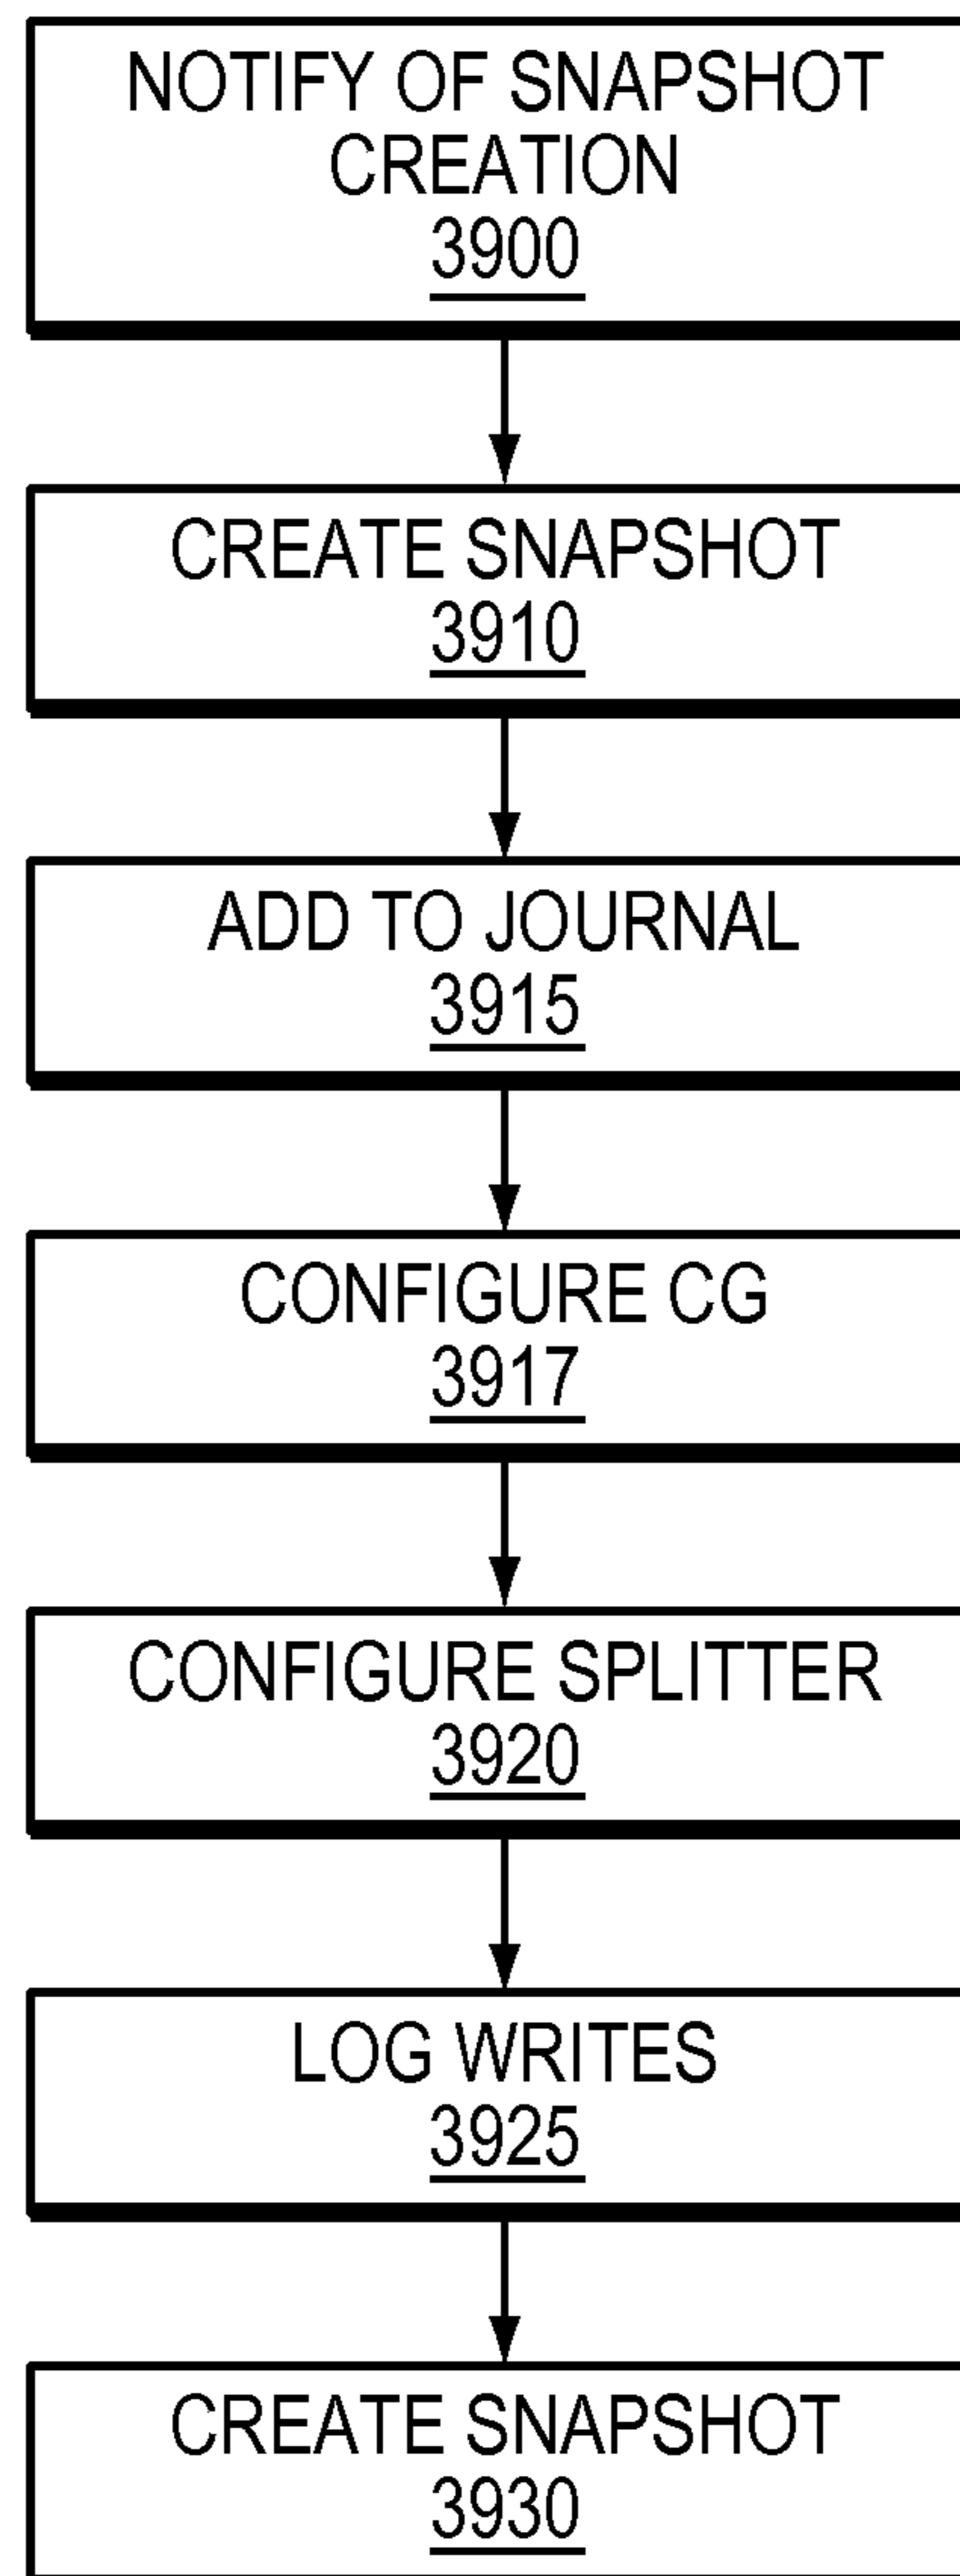 NOTIFY OF SNAPSHOT
CREATION
3900
CREATE SNAPSHOT
3910
ADD TO JOURNAL
3915
CONFIGURE CG
3917
CONFIGURE SPLITTER
3920
LOG WRITES
3925
CREATE SNAPSHOT
3930